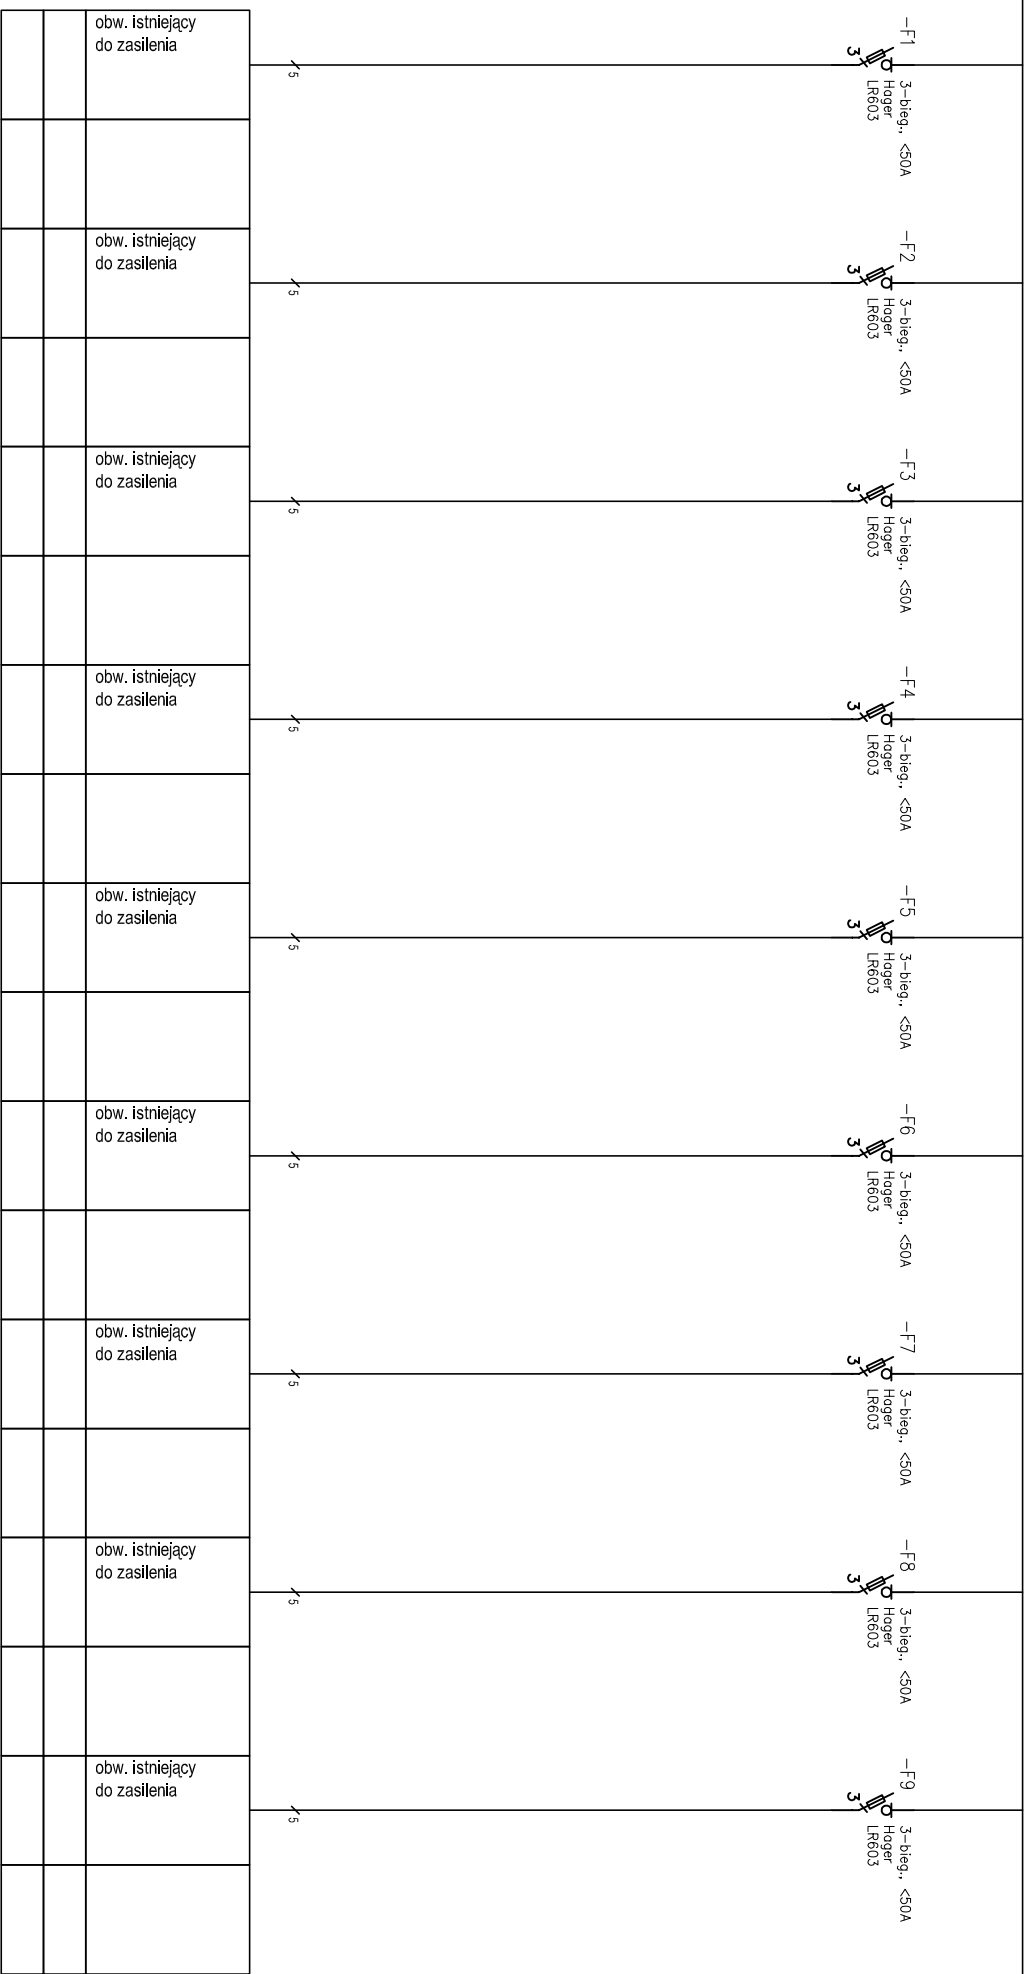 obw. istniejący
do zasilenia
5
-F1
3
3-bieg., <50A
Hager
LR603
obw. istniejący
do zasilenia
5
-F2
3
3-bieg., <50A
Hager
LR603
obw. istniejący
do zasilenia
5
-F3
3
3-bieg., <50A
Hager
LR603
obw. istniejący
do zasilenia
5
-F4
3
3-bieg., <50A
Hager
LR603
obw. istniejący
do zasilenia
5
-F5
3
3-bieg., <50A
Hager
LR603
obw. istniejący
do zasilenia
5
-F6
3
3-bieg., <50A
Hager
LR603
obw. istniejący
do zasilenia
5
-F7
3
3-bieg., <50A
Hager
LR603
obw. istniejący
do zasilenia
5
-F8
3
3-bieg., <50A
Hager
LR603
obw. istniejący
do zasilenia
5
-F9
3
3-bieg., <50A
Hager
LR603